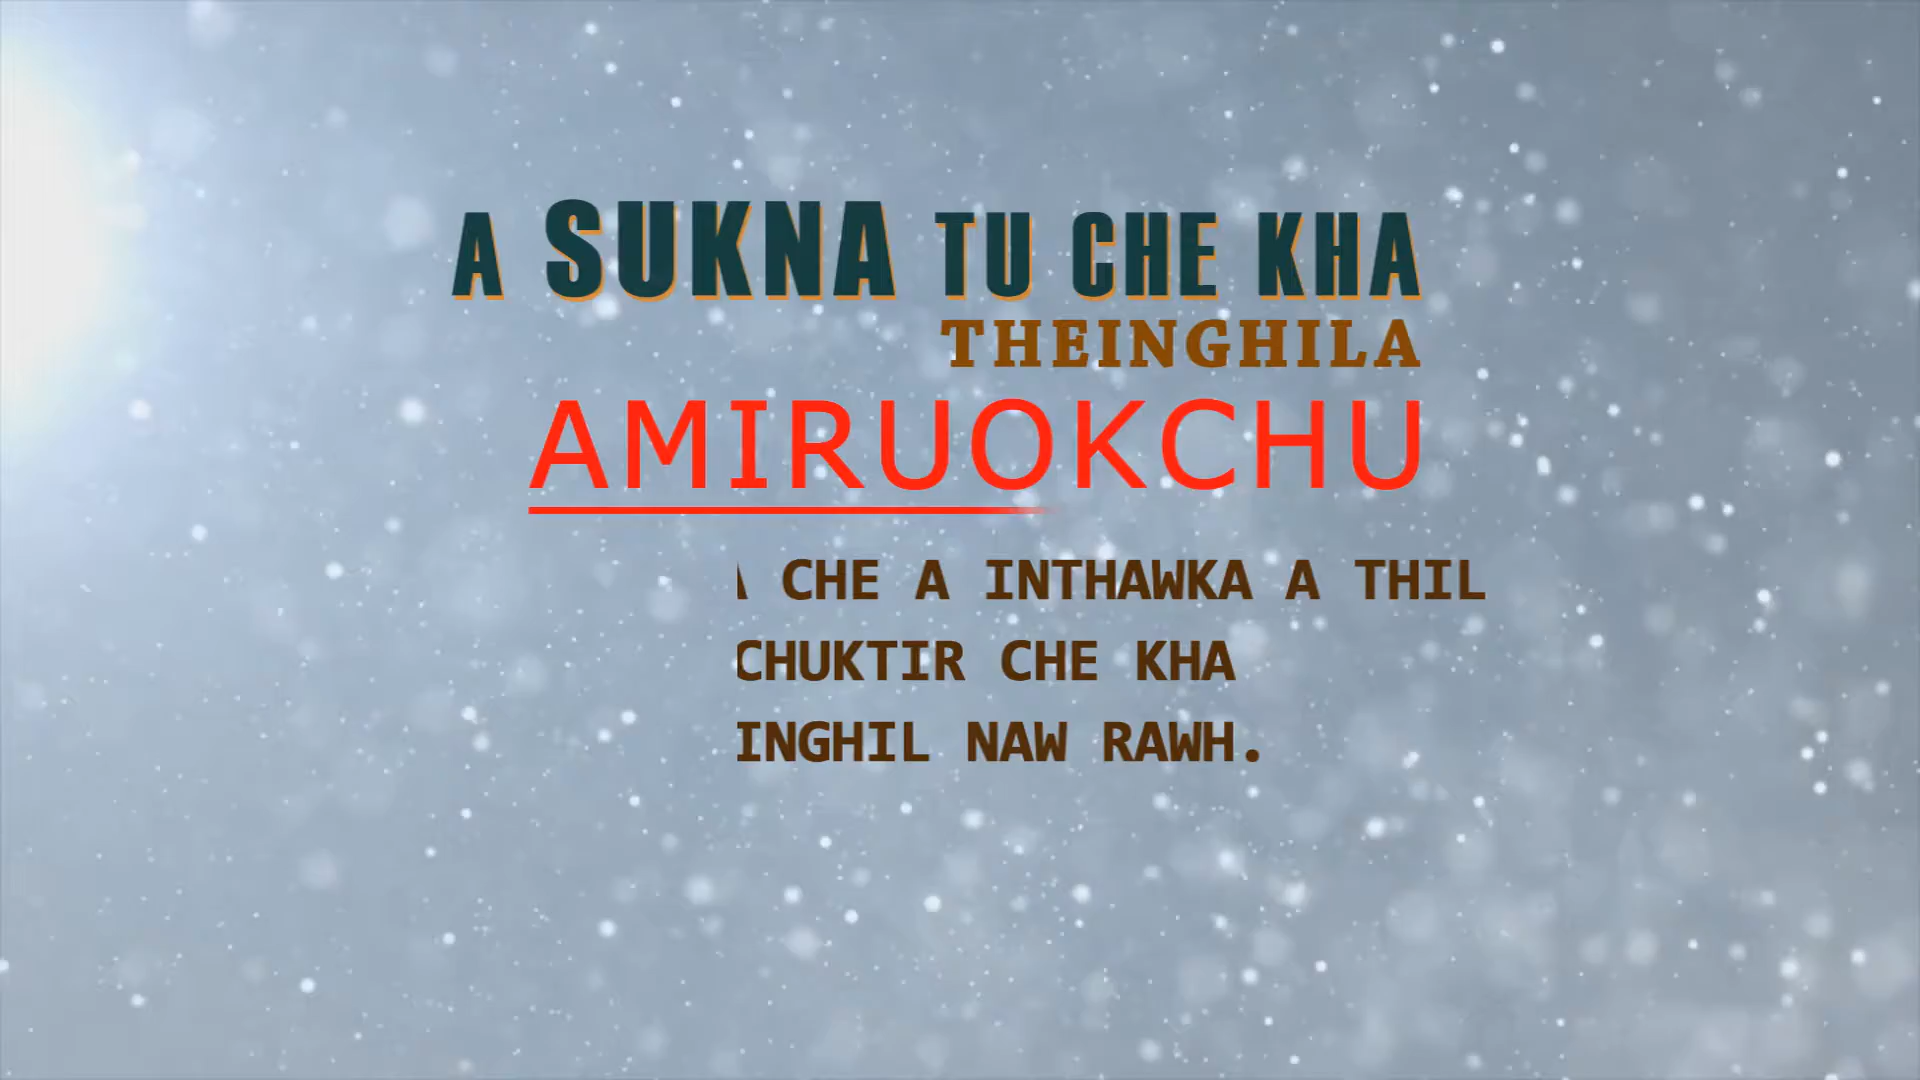 A SUKNA TU CHE KHA
THEINGHILA
AMIRUOKCHU
CHE A INTHAWKA A THIL
CHUKTIR CHE KHA
INGHIL NAW RAWH.